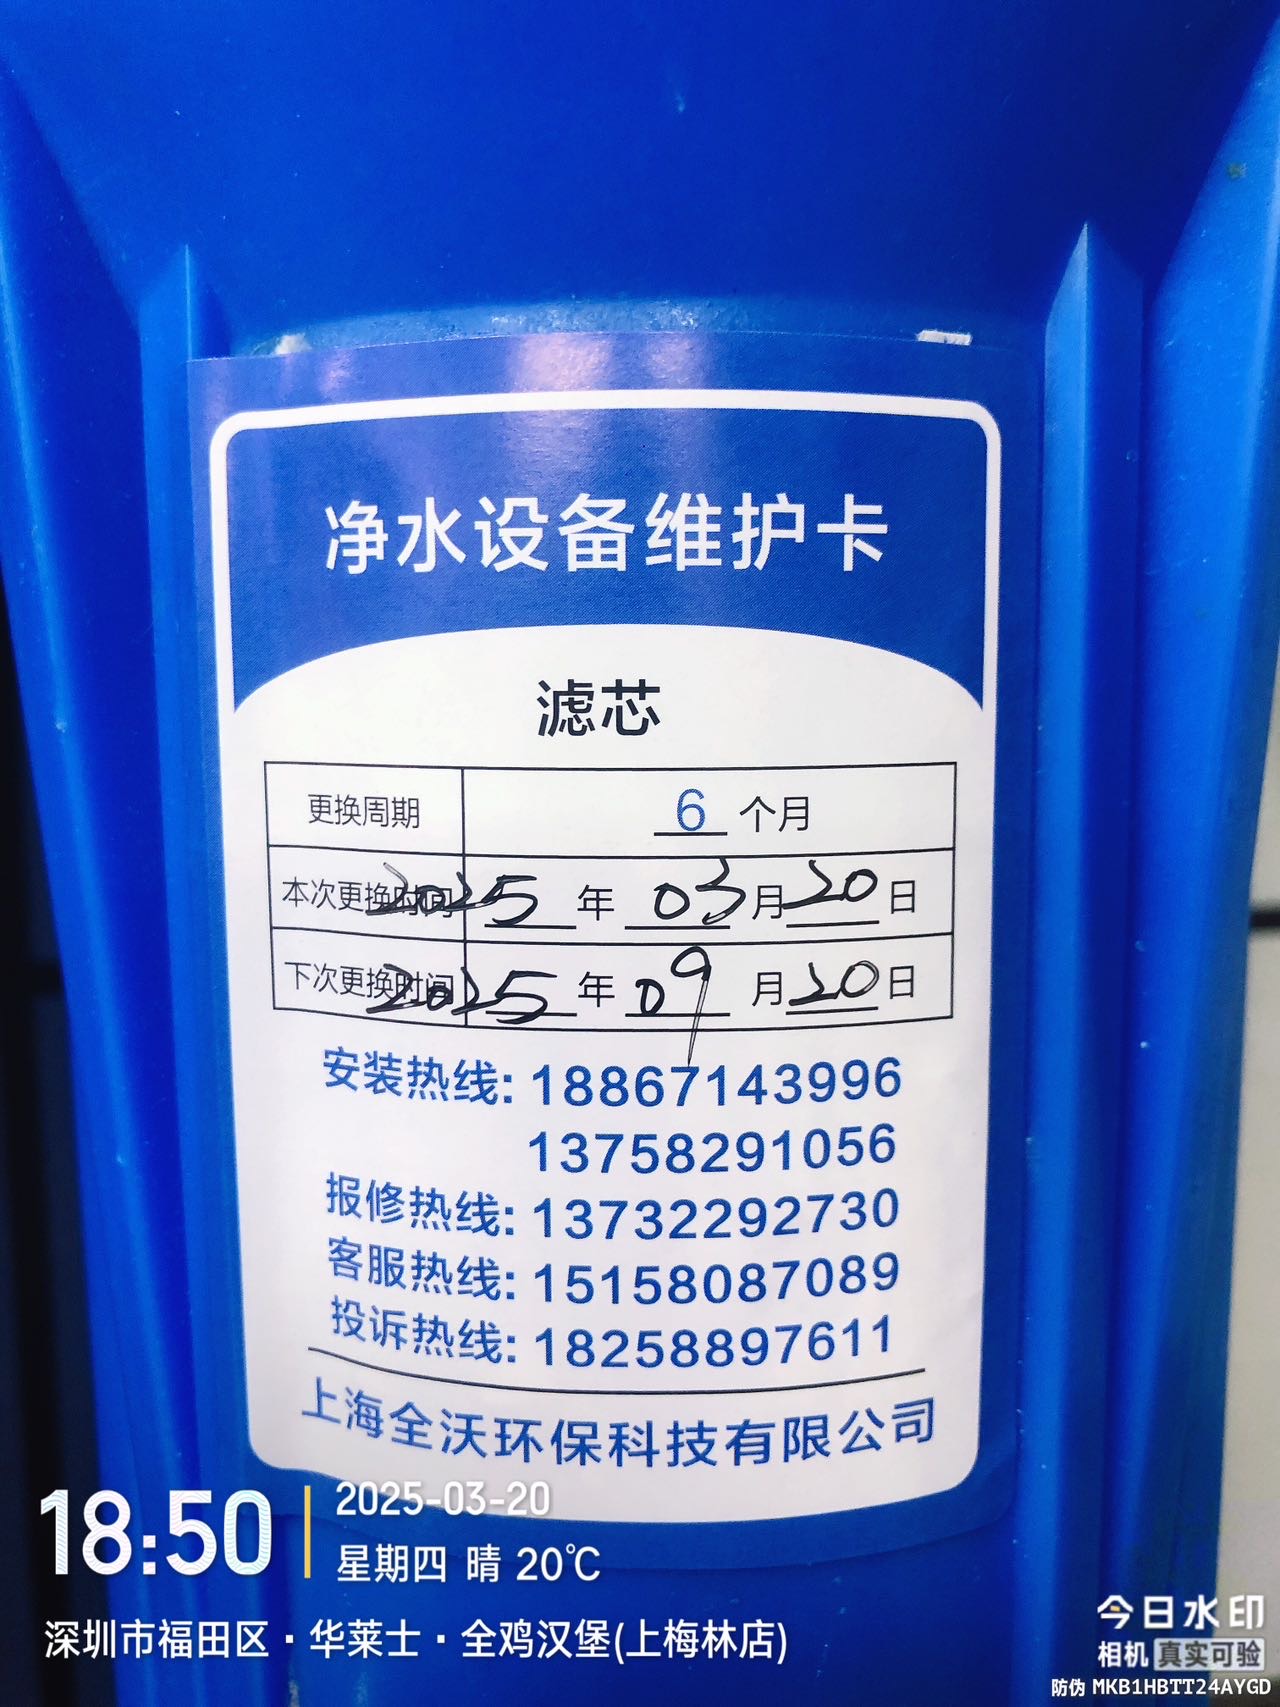 净水设备维护卡
滤芯
更换周期 6 个月
本次更换时间 2025 年 03 月 20 日
下次更换时间 2025 年 09 月 20 日
安装热线: 18867143996
13758291056
报修热线: 13732292730
客服热线: 15158087089
投诉热线: 18258897611
上海全沃环保科技有限公司
18:50
2025-03-20
星期四 晴 20℃
深圳市福田区·华莱士·全鸡汉堡(上梅林店)
今日水印
相机 真实可验
防伪 MKB1HBTT24AYGD